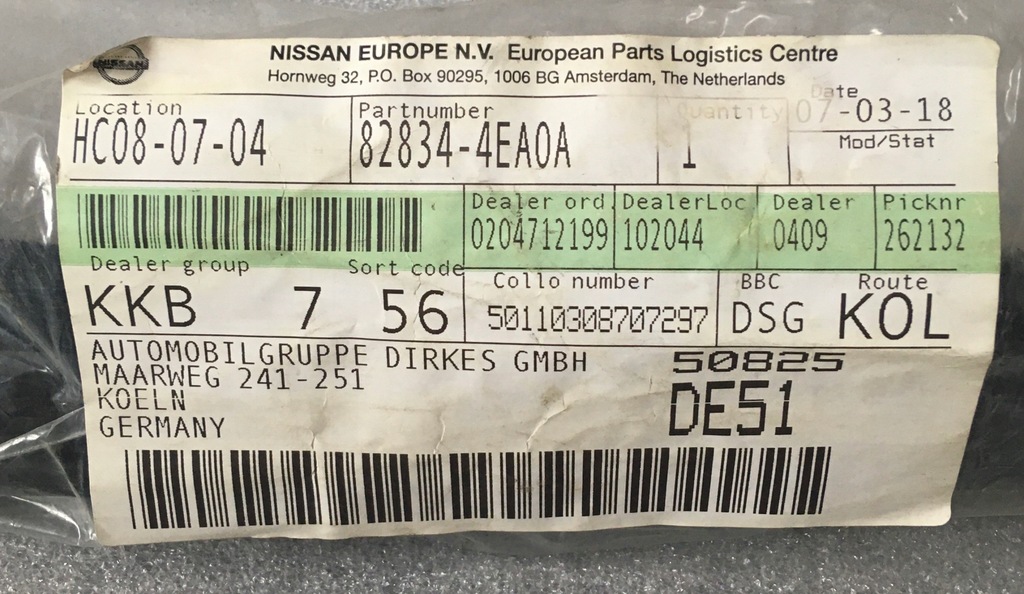 NISSAN
NISSAN EUROPE N.V. European Parts Logistics Centre
Hornweg 32, P.O. Box 90295, 1006 BG Amsterdam, The Netherlands
Location Partnumber Quantity Date
HC08-07-04 82834-4EA0A 1 07-03-18
Mod/Stat
Dealer ord. DealerLoc. Dealer Picknr
0204712199 102044 0409 262132
Dealer group Sort code Collo number BBC Route
KKB 7 56 50110308707297 DSG KOL
AUTOMOBILGRUPPE DIRKES GMBH 50825
MAARWEG 241-251
KOELN DE51
GERMANY